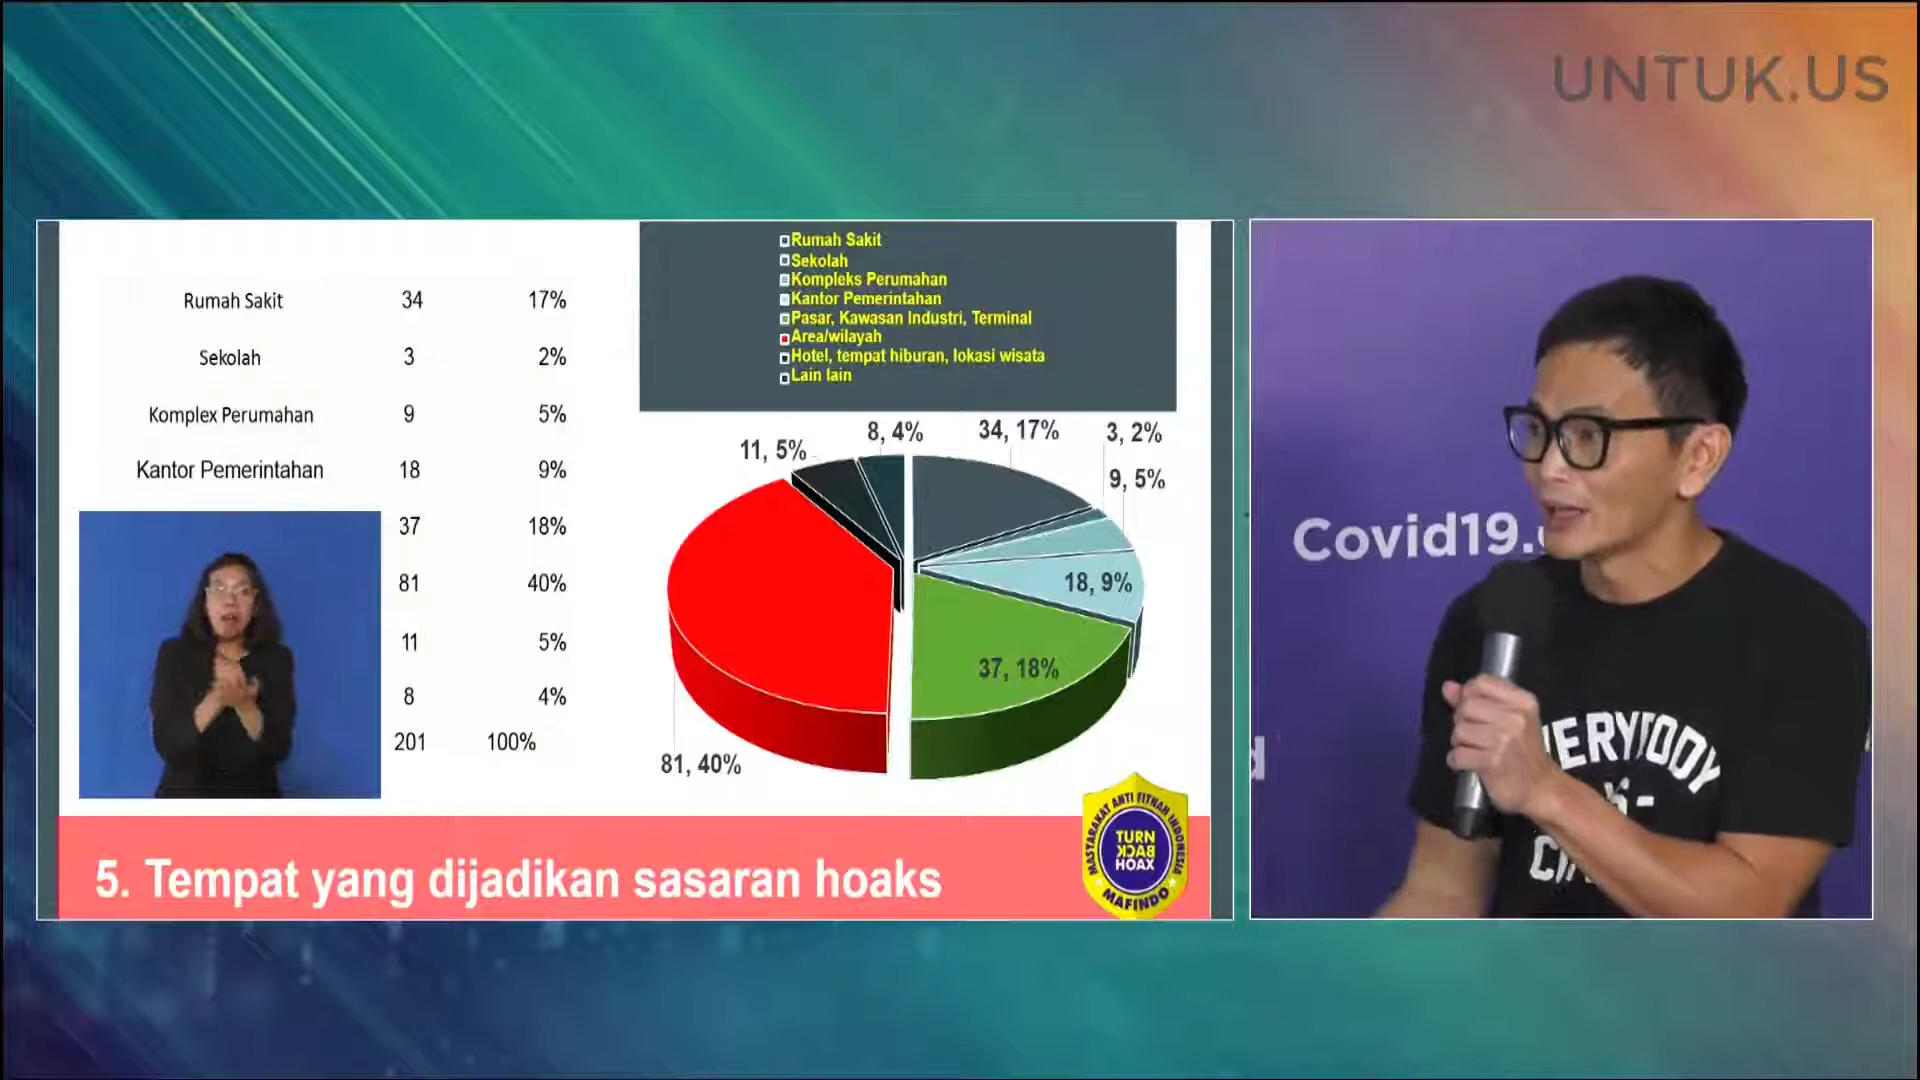 UNTUK.US
Rumah Sakit 34 17%
Sekolah 3 2%
Komplex Perumahan 9 5%
Kantor Pemerintahan 18 9%
37 18%
81 40%
11 5%
8 4%
201 100%
Rumah Sakit
Sekolah
Kompleks Perumahan
Kantor Pemerintahan
Pasar, Kawasan Industri, Terminal
Area/wilayah
Hotel, tempat hiburan, lokasi wisata
Lain lain
11, 5%
8, 4%
34, 17%
3, 2%
9, 5%
18, 9%
37, 18%
81, 40%
5. Tempat yang dijadikan sasaran hoaks
MASYARAKAT ANTI FITNAH INDONESIA
TURN
BACK
HOAX
MAFINDO
Covid19.